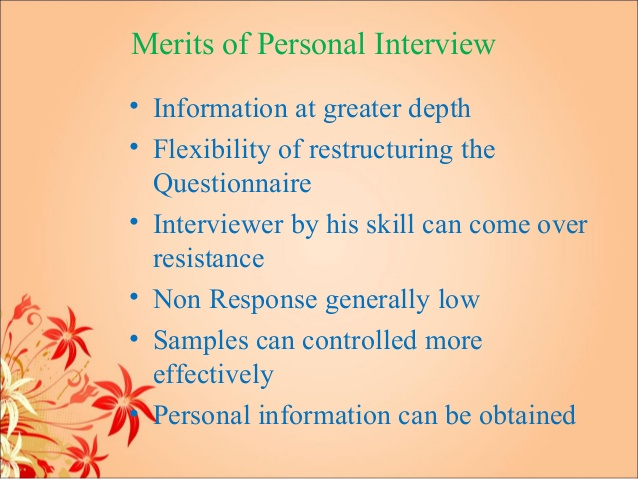 Merits of Personal Interview
• Information at greater depth
• Flexibility of restructuring the
Questionnaire
• Interviewer by his skill can come over
resistance
• Non Response generally low
• Samples can controlled more
effectively
• Personal information can be obtained